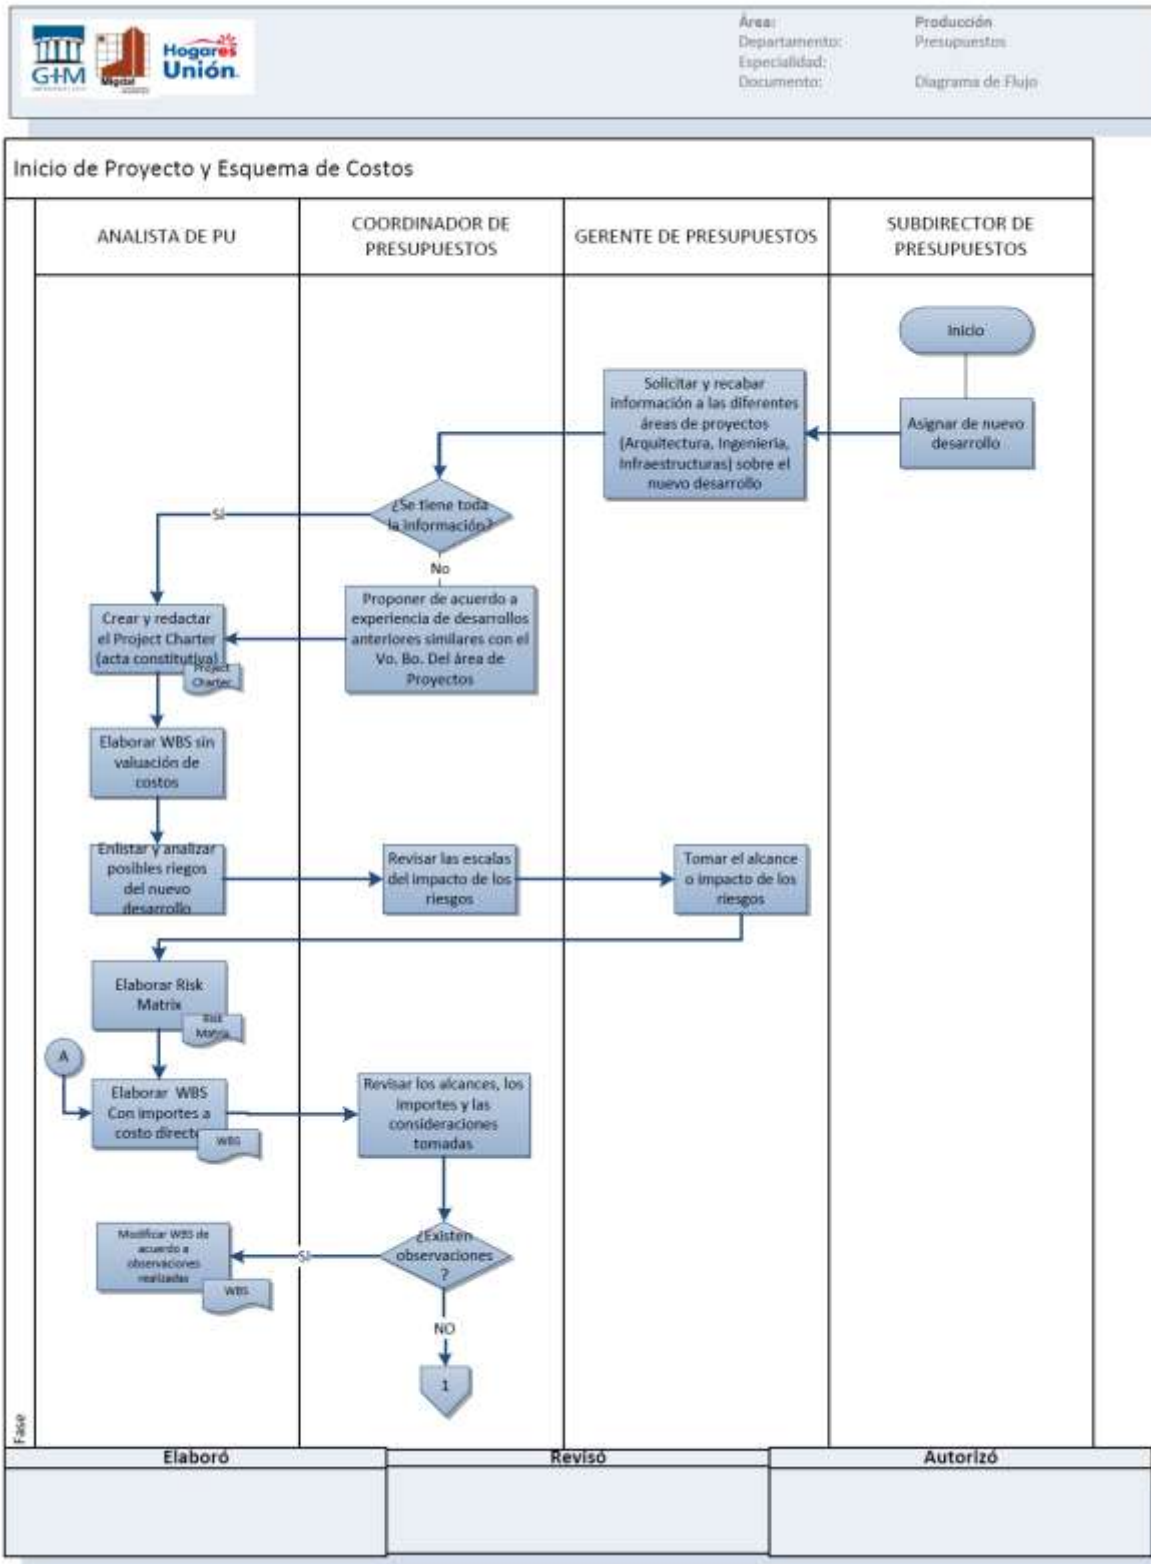 GIM
Migdal
Hogares
Unión.
Área: Producción
Departamento: Presupuestos
Especialidad:
Documento: Diagrama de Flujo
Inicio de Proyecto y Esquema de Costos
ANALISTA DE PU
COORDINADOR DE
PRESUPUESTOS
GERENTE DE PRESUPUESTOS
SUBDIRECTOR DE
PRESUPUESTOS
Inicio
Asignar de nuevo
desarrollo
Solicitar y recabar
información a las diferentes
áreas de proyectos
(Arquitectura, Ingeniería,
Infraestructuras) sobre el
nuevo desarrollo
¿Se tiene toda
la información?
SI
No
Proponer de acuerdo a
experiencia de desarrollos
anteriores similares con el
Vo. Bo. Del área de
Proyectos
Crear y redactar
el Project Charter
(acta constitutiva)
Project
Charter
Elaborar WBS sin
valuación de
costos
Enlistar y analizar
posibles riegos
del nuevo
desarrollo
Revisar las escalas
del impacto de los
riesgos
Tomar el alcance
o impacto de los
riesgos
Elaborar Risk
Matrix
Risk
Matrix
A
Elaborar WBS
Con importes a
costo directo
WBS
Revisar los alcances, los
importes y las
consideraciones
tomadas
¿Existen
observaciones
?
SI
Modificar WBS de
acuerdo a
observaciones
realizadas
WBS
NO
1
Fase
Elaboró
Revisó
Autorizó